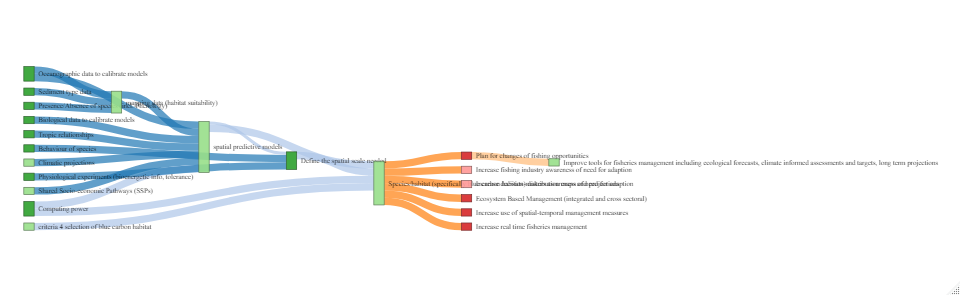 Oceanographic data to calibrate models
Sediment type data
Presence/Absence of species
(habitat suitability)
Biological data to calibrate models
Tropic relationships
Behaviour of species
Climatic projections
Physiological experiments (bioenergetic info, tolerance)
Shared Socio-economic Pathways (SSPs)
Computing power
criteria 4 selection of blue carbon habitat
spatial predictive models
Define the spatial scale needed
Species/habitat
Plan for changes of fishing opportunities
Improve tools for fisheries management including ecological forecasts, climate informed assessments and targets, long term projections
Increase fishing industry awareness of need for adaption
Ecosystem Based Management (integrated and cross sectoral)
Increase use of spatial-temporal management measures
Increase real time fisheries management